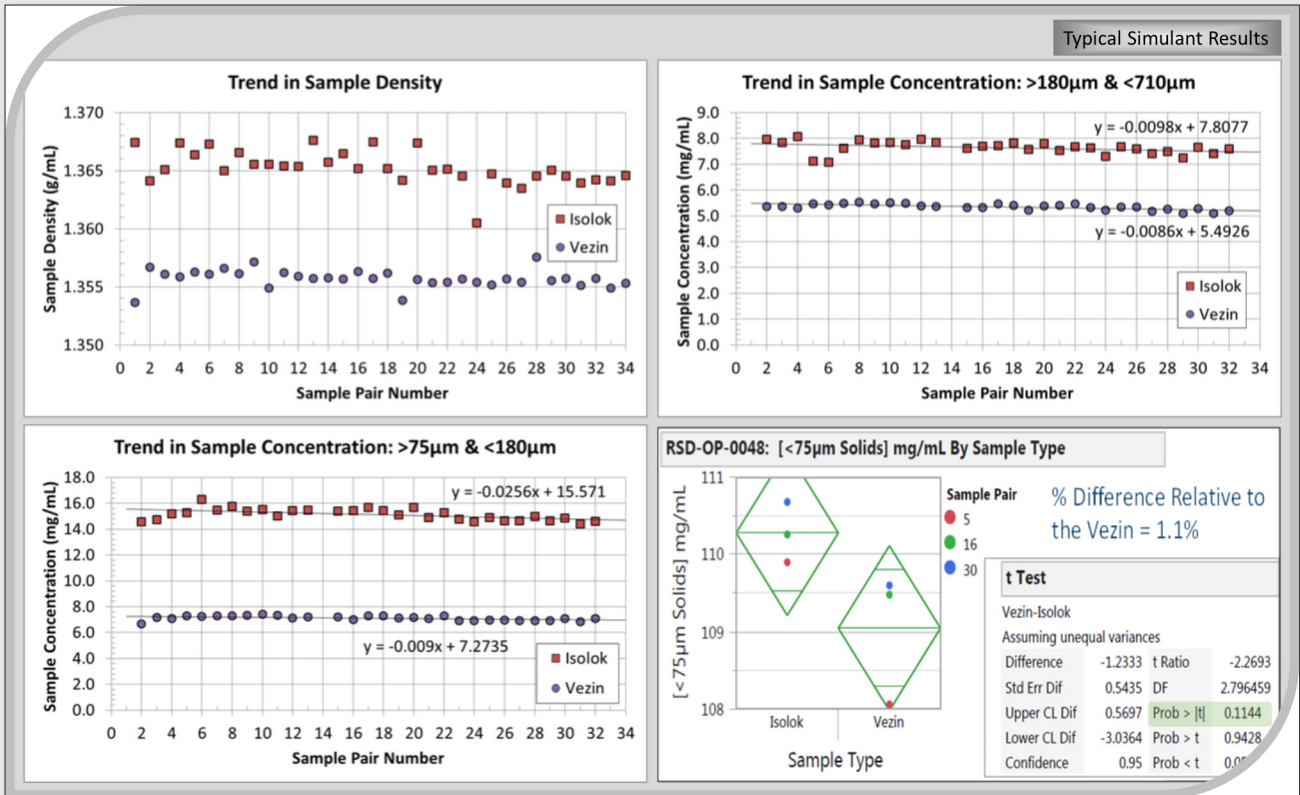 Typical Simulant Results
Trend in Sample Density
Sample Density (g/mL)
1.370
1.365
1.360
1.355
1.350
Isolok
Vezin
0 2 4 6 8 10 12 14 16 18 20 22 24 26 28 30 32 34
Sample Pair Number
Trend in Sample Concentration: >180µm & <710µm
Sample Concentration (mg/mL)
9.0
8.0
7.0
6.0
5.0
4.0
3.0
2.0
1.0
0.0
y = -0.0098x + 7.8077
y = -0.0086x + 5.4926
Isolok
Vezin
0 2 4 6 8 10 12 14 16 18 20 22 24 26 28 30 32 34
Sample Pair Number
Trend in Sample Concentration: >75µm & <180µm
Sample Concentration (mg/mL)
18.0
16.0
14.0
12.0
10.0
8.0
6.0
4.0
2.0
0.0
y = -0.0256x + 15.571
y = -0.009x + 7.2735
Isolok
Vezin
0 2 4 6 8 10 12 14 16 18 20 22 24 26 28 30 32 34
Sample Pair Number
RSD-OP-0048: [<75µm Solids] mg/mL By Sample Type
[<75µm Solids] mg/mL
111
110
109
108
Isolok Vezin
Sample Type
Sample Pair
5
16
30
% Difference Relative to
the Vezin = 1.1%
t Test
Vezin-Isolok
Assuming unequal variances
Difference -1.2333 t Ratio -2.2693
Std Err Dif 0.5435 DF 2.796459
Upper CL Dif 0.5697 Prob > |t| 0.1144
Lower CL Dif -3.0364 Prob > t 0.9428
Confidence 0.95 Prob < t